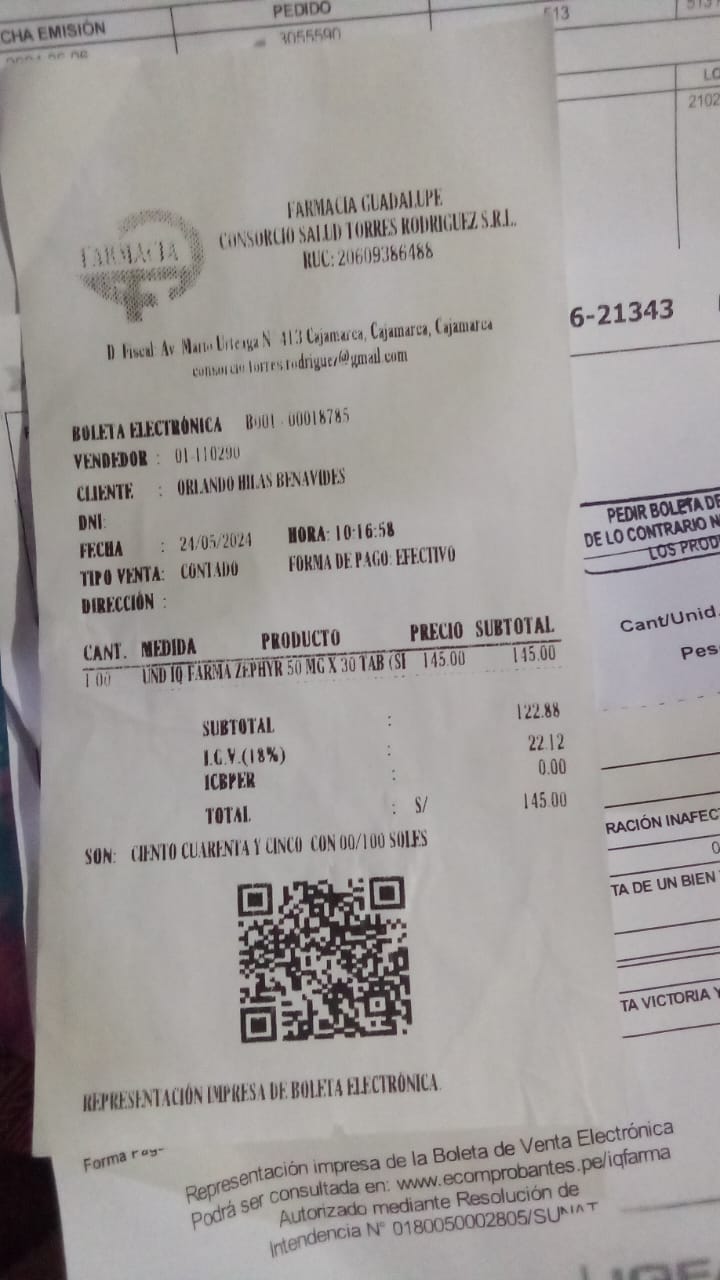 CHA EMISIÓN
PEDIDO
3055590
513
LO
2102
FARMACIA
FARMACIA GUADALUPE
CONSORCIO SALUD TORRES RODRIGUEZ S.R.L.
RUC: 20609386488
6-21343
D. Fiscal: Av. Mario Urteaga N° 413 Cajamarca, Cajamarca, Cajamarca
consorcio.torres.rodriguez@gmail.com
BOLETA ELECTRÓNICA B001 - 00018785
VENDEDOR : 01-110290
CLIENTE : ORLANDO HILAS BENAVIDES
DNI:
FECHA : 24/05/2024 HORA: 10:16:58
TIPO VENTA: CONTADO FORMA DE PAGO: EFECTIVO
DIRECCIÓN :
PEDIR BOLETA DE
DE LO CONTRARIO N
LOS PROD
Cant/Unid.
Pes
CANT. MEDIDA PRODUCTO PRECIO SUBTOTAL
1.00 UND IQ FARMA ZEPHYR 50 MG X 30 TAB (SI 145.00 145.00
SUBTOTAL : 122.88
I.G.V.(18%) : 22.12
ICBPER : 0.00
TOTAL : S/ 145.00
SON: CIENTO CUARENTA Y CINCO CON 00/100 SOLES
RACIÓN INAFEC
0
TA DE UN BIEN
TA VICTORIA Y
REPRESENTACIÓN IMPRESA DE BOLETA ELECTRÓNICA
Forma
Representación impresa de la Boleta de Venta Electrónica
Podrá ser consultada en: www.ecomprobantes.pe/iqfarma
Autorizado mediante Resolución de
Intendencia N° 0180050002805/SUNAT